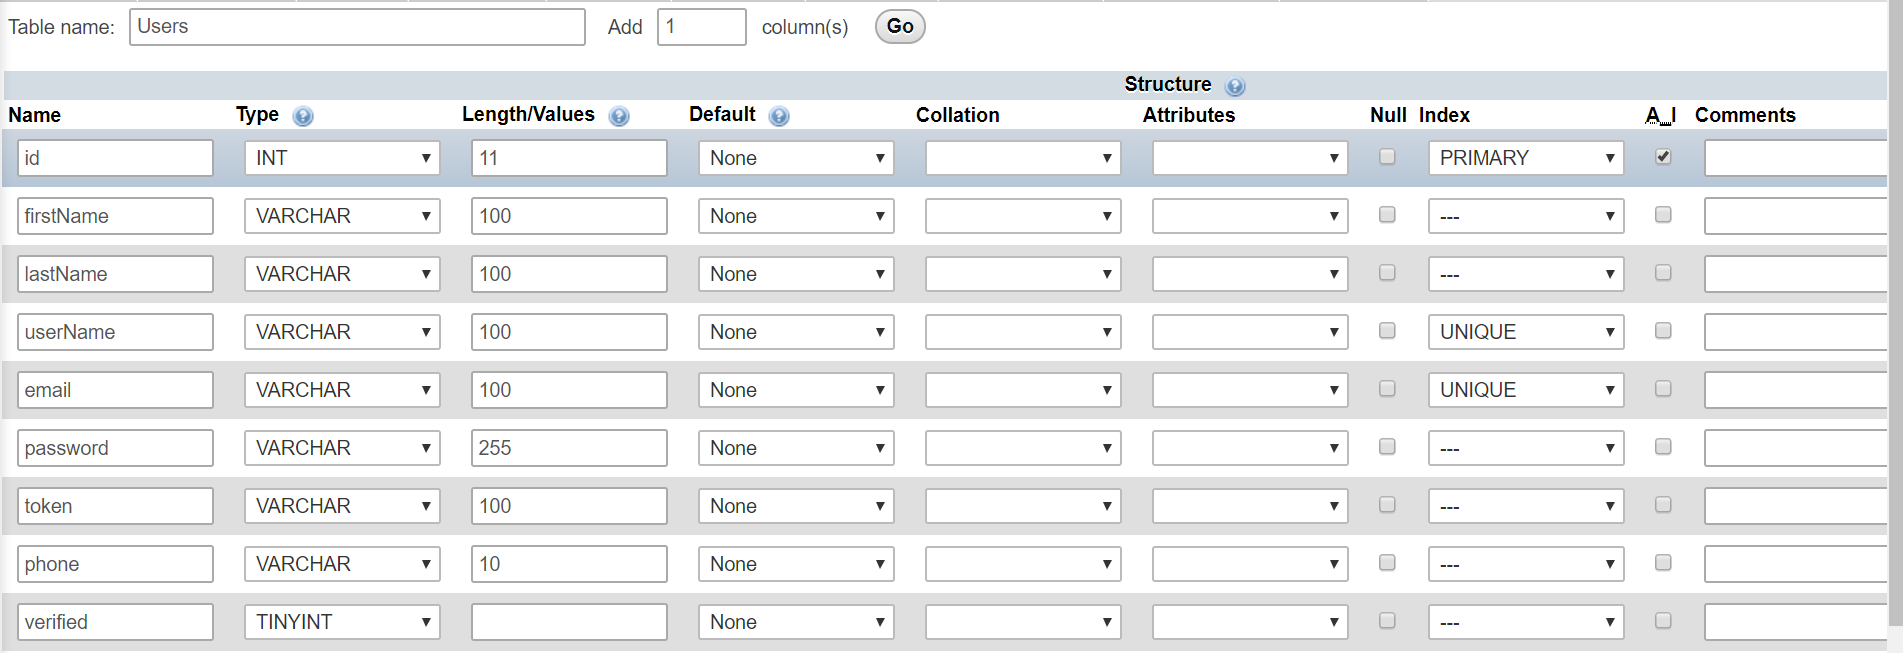 Table name: Users Add 1 column(s) Go
Structure
Name Type Length/Values Default Collation Attributes Null Index A_I Comments
id INT 11 None PRIMARY
firstName VARCHAR 100 None ---
lastName VARCHAR 100 None ---
userName VARCHAR 100 None UNIQUE
email VARCHAR 100 None UNIQUE
password VARCHAR 255 None ---
token VARCHAR 100 None ---
phone VARCHAR 10 None ---
verified TINYINT None ---